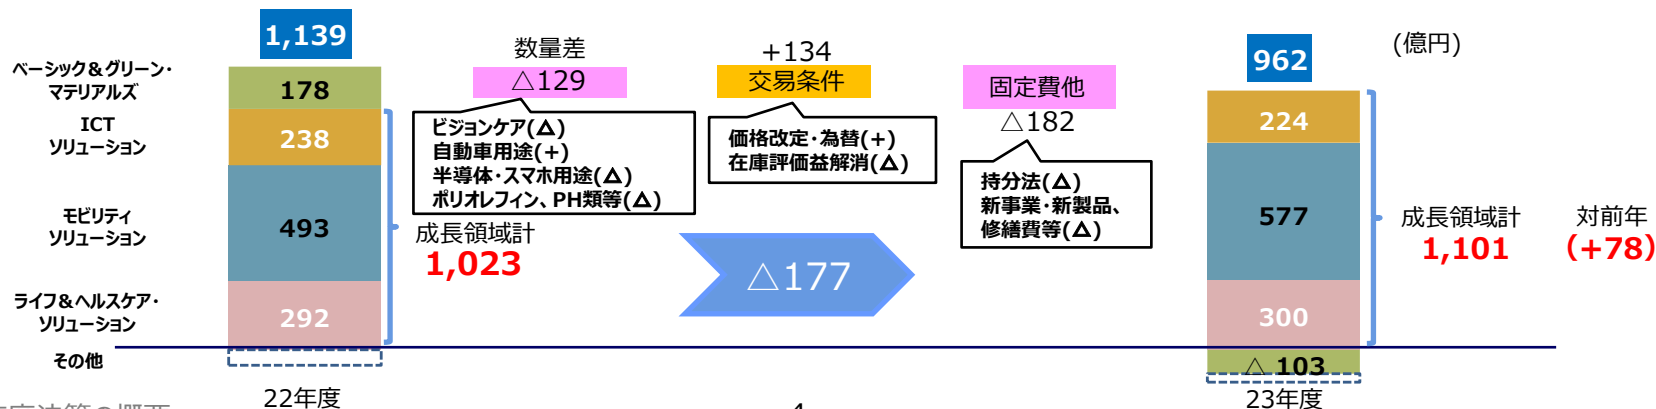 1,139
ベーシック&グリーン・
マテリアルズ
178
ICT
ソリューション
238
モビリティ
ソリューション
493
ライフ&ヘルスケア・
ソリューション
292
その他
22年度
成長領域計
1,023
数量差
△129
ビジョンケア(△)
自動車用途(+)
半導体・スマホ用途(△)
ポリオレフィン、PH類等(△)
+134
交易条件
価格改定・為替(+)
在庫評価益解消(△)
△177
固定費他
△182
持分法(△)
新事業・新製品、
修繕費等(△)
962
(億円)
224
577
300
△ 103
23年度
成長領域計
1,101
対前年
(+78)